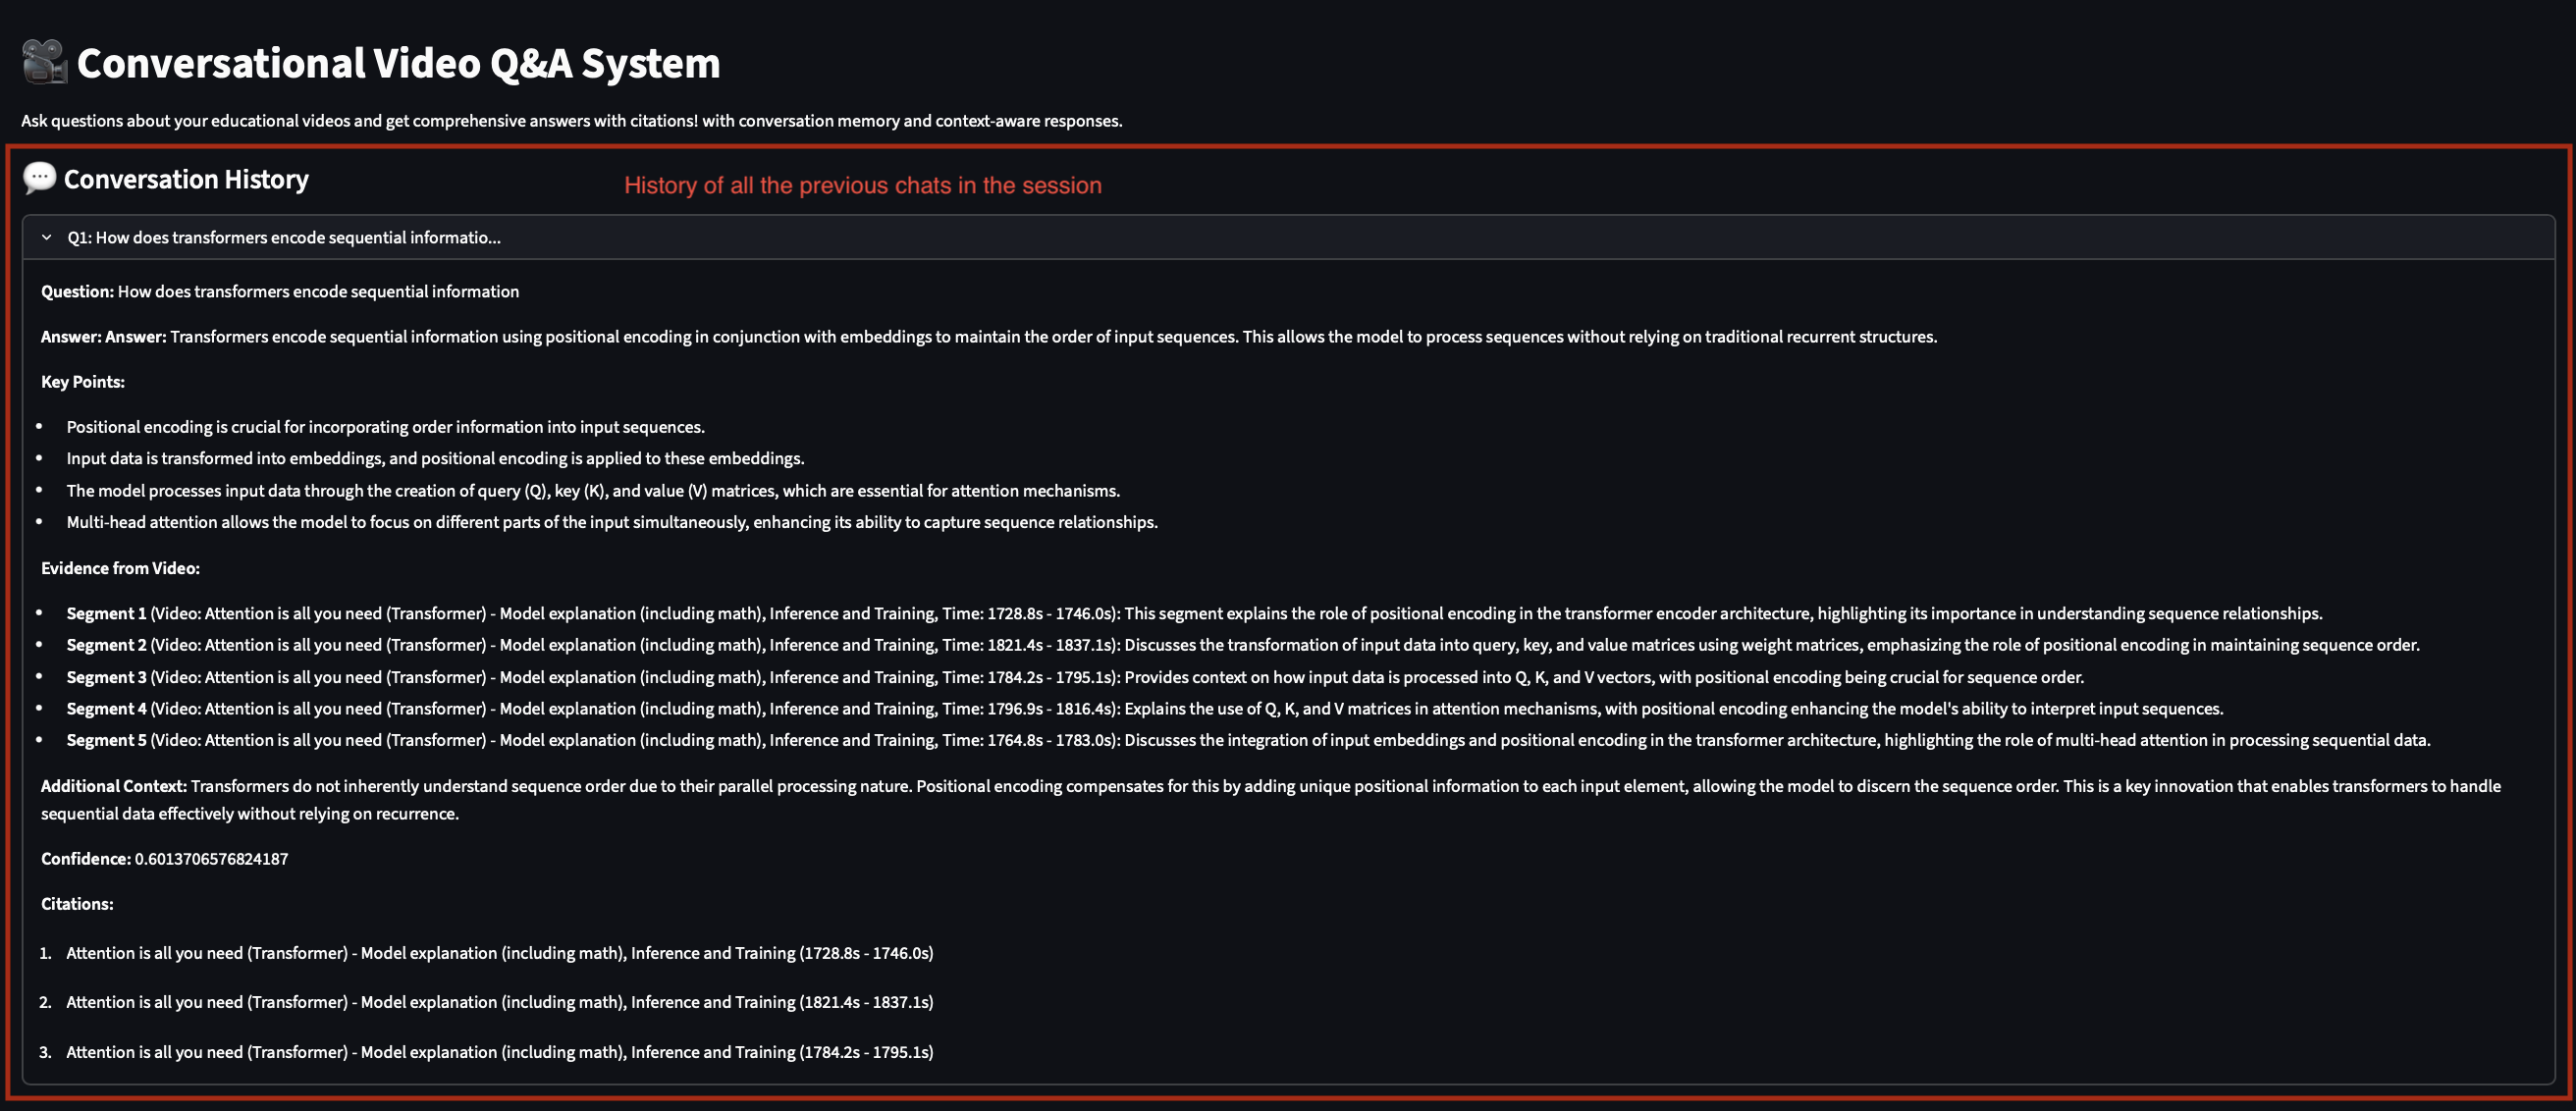 Conversational Video Q&A System
Ask questions about your educational videos and get comprehensive answers with citations! with conversation memory and context-aware responses.
Conversation History
History of all the previous chats in the session
Q1: How does transformers encode sequential informatio...
Question: How does transformers encode sequential information
Answer: Answer: Transformers encode sequential information using positional encoding in conjunction with embeddings to maintain the order of input sequences. This allows the model to process sequences without relying on traditional recurrent structures.
Key Points:
• Positional encoding is crucial for incorporating order information into input sequences.
• Input data is transformed into embeddings, and positional encoding is applied to these embeddings.
• The model processes input data through the creation of query (Q), key (K), and value (V) matrices, which are essential for attention mechanisms.
• Multi-head attention allows the model to focus on different parts of the input simultaneously, enhancing its ability to capture sequence relationships.
Evidence from Video:
• Segment 1 (Video: Attention is all you need (Transformer) - Model explanation (including math), Inference and Training, Time: 1728.8s - 1746.0s): This segment explains the role of positional encoding in the transformer encoder architecture, highlighting its importance in understanding sequence relationships.
• Segment 2 (Video: Attention is all you need (Transformer) - Model explanation (including math), Inference and Training, Time: 1821.4s - 1837.1s): Discusses the transformation of input data into query, key, and value matrices using weight matrices, emphasizing the role of positional encoding in maintaining sequence order.
• Segment 3 (Video: Attention is all you need (Transformer) - Model explanation (including math), Inference and Training, Time: 1784.2s - 1795.1s): Provides context on how input data is processed into Q, K, and V vectors, with positional encoding being crucial for sequence order.
• Segment 4 (Video: Attention is all you need (Transformer) - Model explanation (including math), Inference and Training, Time: 1796.9s - 1816.4s): Explains the use of Q, K, and V matrices in attention mechanisms, with positional encoding enhancing the model's ability to interpret input sequences.
• Segment 5 (Video: Attention is all you need (Transformer) - Model explanation (including math), Inference and Training, Time: 1764.8s - 1783.0s): Discusses the integration of input embeddings and positional encoding in the transformer architecture, highlighting the role of multi-head attention in processing sequential data.
Additional Context: Transformers do not inherently understand sequence order due to their parallel processing nature. Positional encoding compensates for this by adding unique positional information to each input element, allowing the model to discern the sequence order. This is a key innovation that enables transformers to handle
sequential data effectively without relying on recurrence.
Confidence: 0.6013706576824187
Citations:
1. Attention is all you need (Transformer) - Model explanation (including math), Inference and Training (1728.8s - 1746.0s)
2. Attention is all you need (Transformer) - Model explanation (including math), Inference and Training (1821.4s - 1837.1s)
3. Attention is all you need (Transformer) - Model explanation (including math), Inference and Training (1784.2s - 1795.1s)